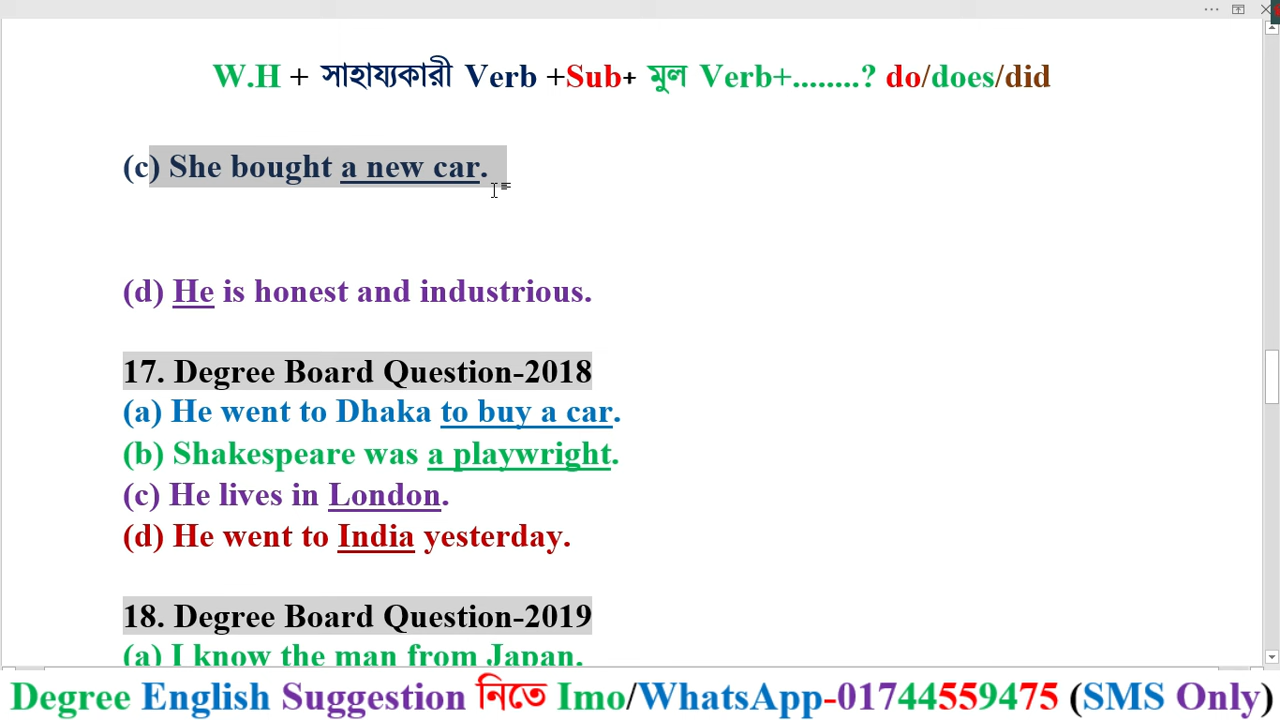 W.H + সাহায্যকারী Verb +Sub+ মুল Verb+........? do/does/did
(c) She bought a new car.
(d) He is honest and industrious.
17. Degree Board Question-2018
(a) He went to Dhaka to buy a car.
(b) Shakespeare was a playwright.
(c) He lives in London.
(d) He went to India yesterday.
18. Degree Board Question-2019
(a) I know the man from Japan.
Degree English Suggestion নিতে Imo/WhatsApp-01744559475 (SMS Only)